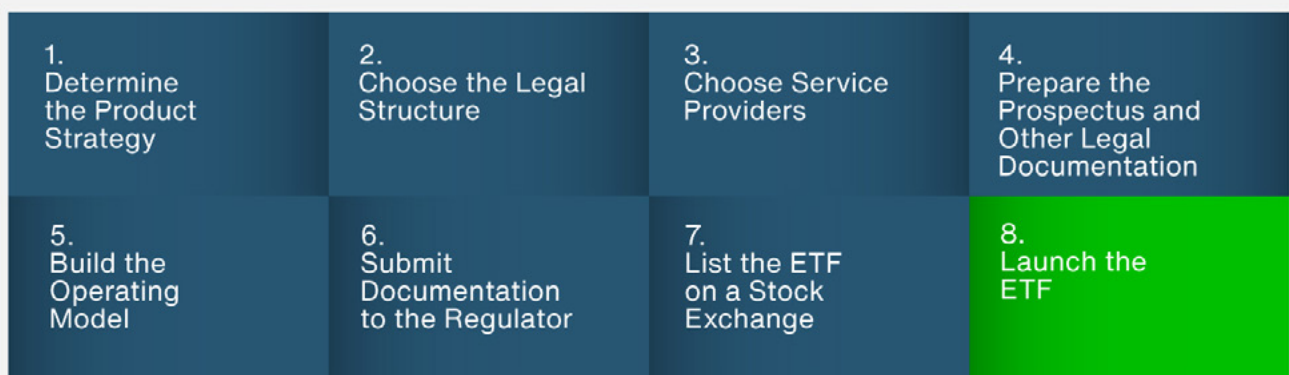 1.
Determine
the Product
Strategy
2.
Choose the Legal
Structure
3.
Choose Service
Providers
4.
Prepare the
Prospectus and
Other Legal
Documentation
5.
Build the
Operating
Model
6.
Submit
Documentation
to the Regulator
7.
List the ETF
on a Stock
Exchange
8.
Launch the
ETF